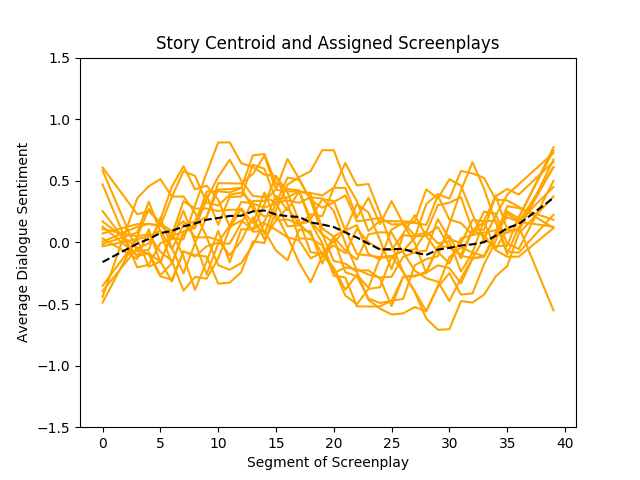 Story Centroid and Assigned Screenplays
1.5
1.0
0.5
0.0
−0.5
−1.0
−1.5
Average Dialogue Sentiment
0 5 10 15 20 25 30 35 40
Segment of Screenplay